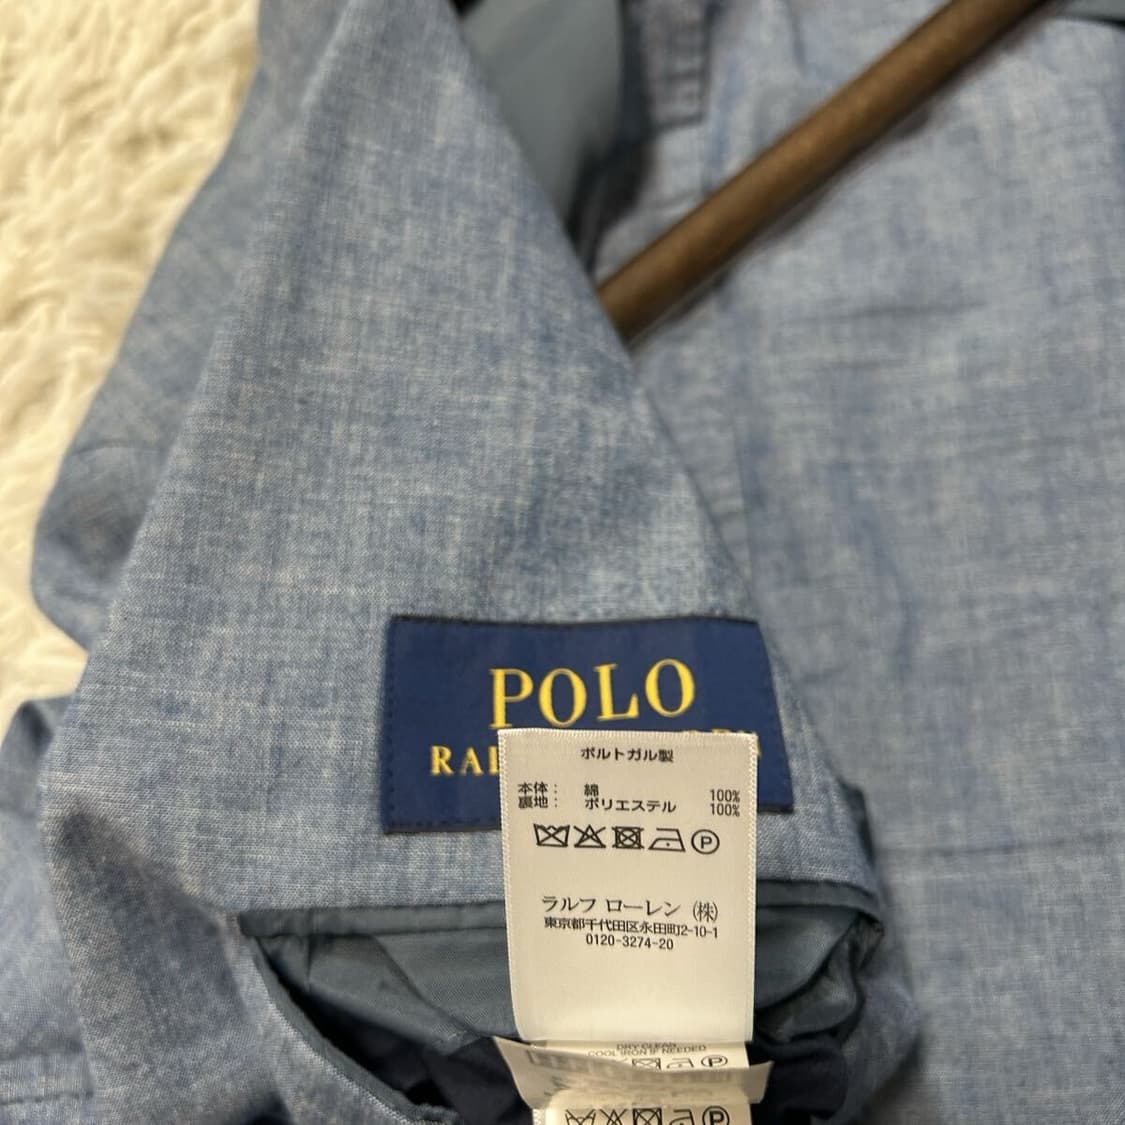 POLO
ポルトガル製
本体： 綿 100%
裏地： ポリエステル 100%
P
ラルフ ローレン (株)
東京都千代田区永田町2-10-1
0120-3274-20
DRY CLEAN
COOL IRON IF NEEDED
P
P